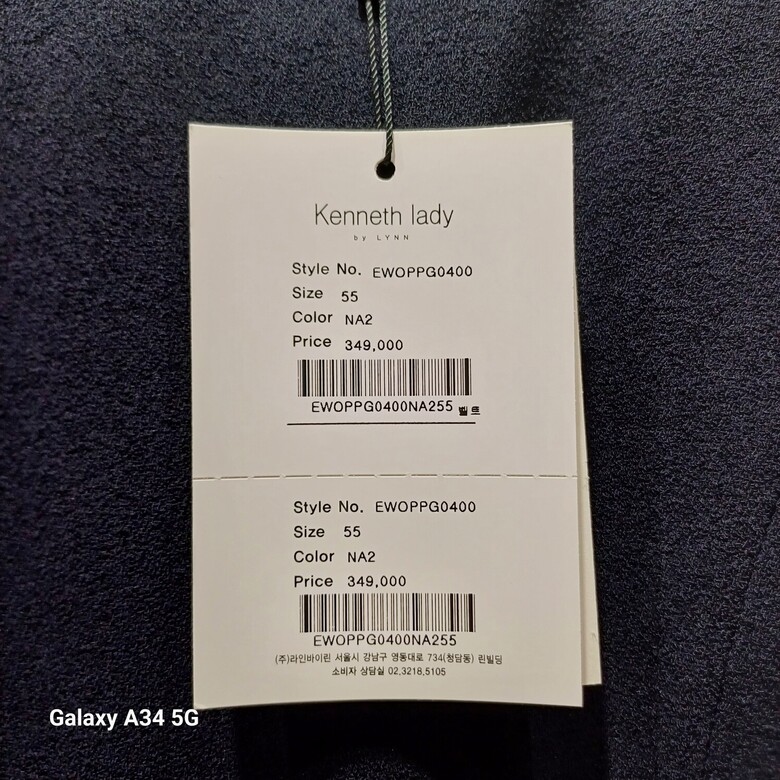 Kenneth lady
by LYNN
Style No. EWOPPG0400
Size 55
Color NA2
Price 349,000
EWOPPG0400NA255 벨트
Style No. EWOPPG0400
Size 55
Color NA2
Price 349,000
EWOPPG0400NA255
(주)라인바이린 서울시 강남구 영동대로 734(청담동) 린빌딩
소비자 상담실 02.3218.5105
Galaxy A34 5G